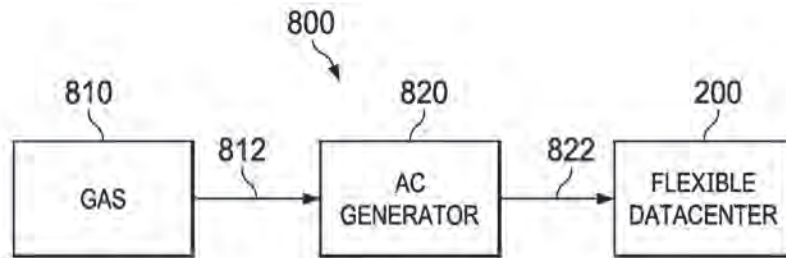 800
810
820
200
GAS
812
AC
GENERATOR
822
FLEXIBLE
DATACENTER